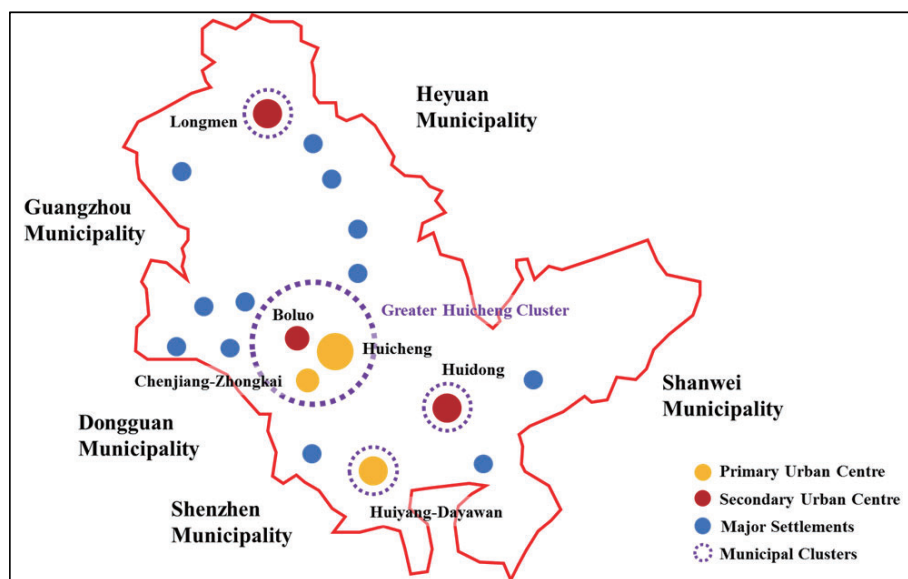 Heyuan
Municipality
Longmen
Guangzhou
Municipality
Greater Huicheng Cluster
Boluo
Huicheng
Chenjiang-Zhongkai
Huidong
Shanwei
Municipality
Dongguan
Municipality
Shenzhen
Municipality
Huiyang-Dayawan
Primary Urban Centre
Secondary Urban Centre
Major Settlements
Municipal Clusters